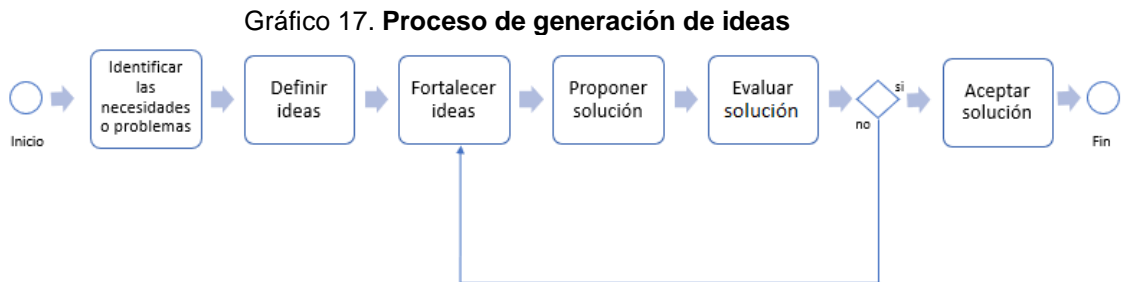 Gráfico 17. Proceso de generación de ideas
Inicio
Identificar
las
necesidades
o problemas
Definir
ideas
Fortalecer
ideas
Proponer
solución
Evaluar
solución
si
no
Aceptar
solución
Fin